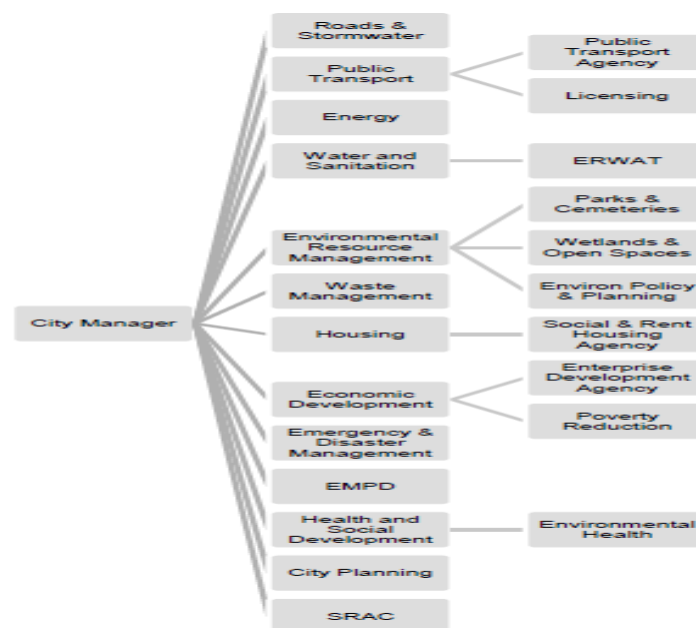 Roads &
Stormwater
Public
Transport
Public
Transport
Agency
Licensing
Energy
Water and
Sanitation
ERWAT
Environmental
Resource
Management
Parks &
Cemeteries
Wetlands &
Open Spaces
Environ Policy
& Planning
Waste
Management
City Manager
Housing
Social & Rent
Housing
Agency
Economic
Development
Enterprise
Development
Agency
Poverty
Reduction
Emergency &
Disaster
Management
EMPD
Health and
Social
Development
Environmental
Health
City Planning
SRAC